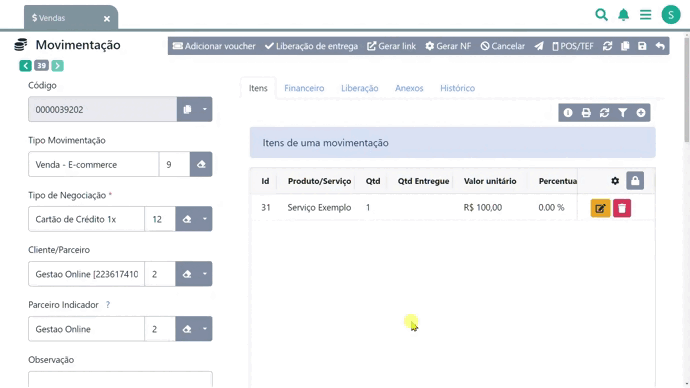 Vendas
S
Movimentação
Adicionar voucher
Liberação de entrega
Gerar link
Gerar NF
Cancelar
POS/TEF
39
Código
0000039202
Tipo Movimentação
Venda - E-commerce 9
Tipo de Negociação *
Cartão de Crédito 1x 12
Cliente/Parceiro
Gestao Online [223617410 2
Parceiro Indicador ?
Gestao Online 2
Observação
Itens Financeiro Liberação Anexos Histórico
Itens de uma movimentação
Id Produto/Serviço Qtd Qtd Entregue Valor unitário Percentua
31 Serviço Exemplo 1 R$ 100,00 0.00 %